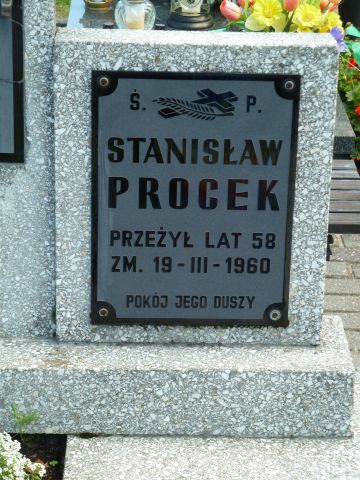 Ś. P.
STANISŁAW
PROCEK
PRZEŻYŁ LAT 58
ZM. 19-III-1960
POKÓJ JEGO DUSZY